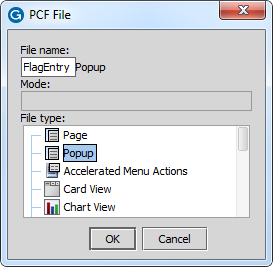 PCF File
File name:
FlagEntry Popup
Mode:
File type:
Page
Popup
Accelerated Menu Actions
Card View
Chart View
OK Cancel